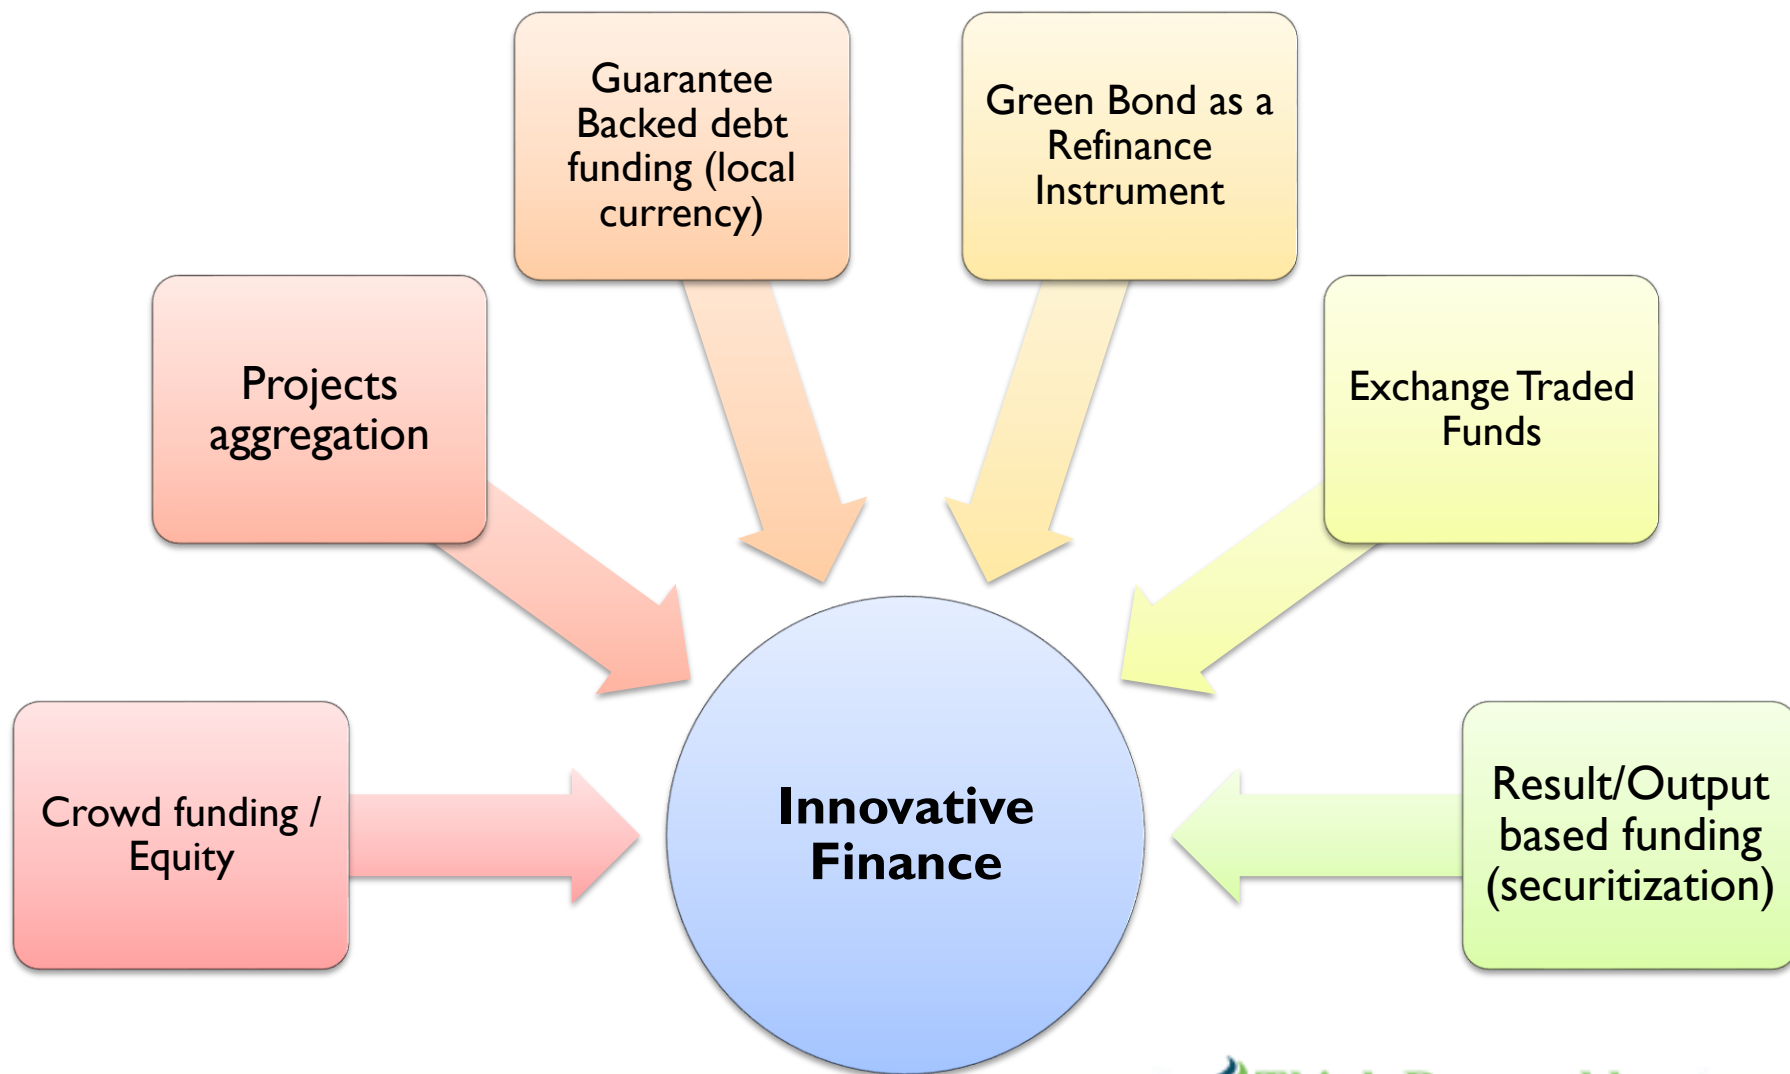 Guarantee
Backed debt
funding (local
currency)
Green Bond as a
Refinance
Instrument
Projects
aggregation
Exchange Traded
Funds
Crowd funding /
Equity
Innovative
Finance
Result/Output
based funding
(securitization)